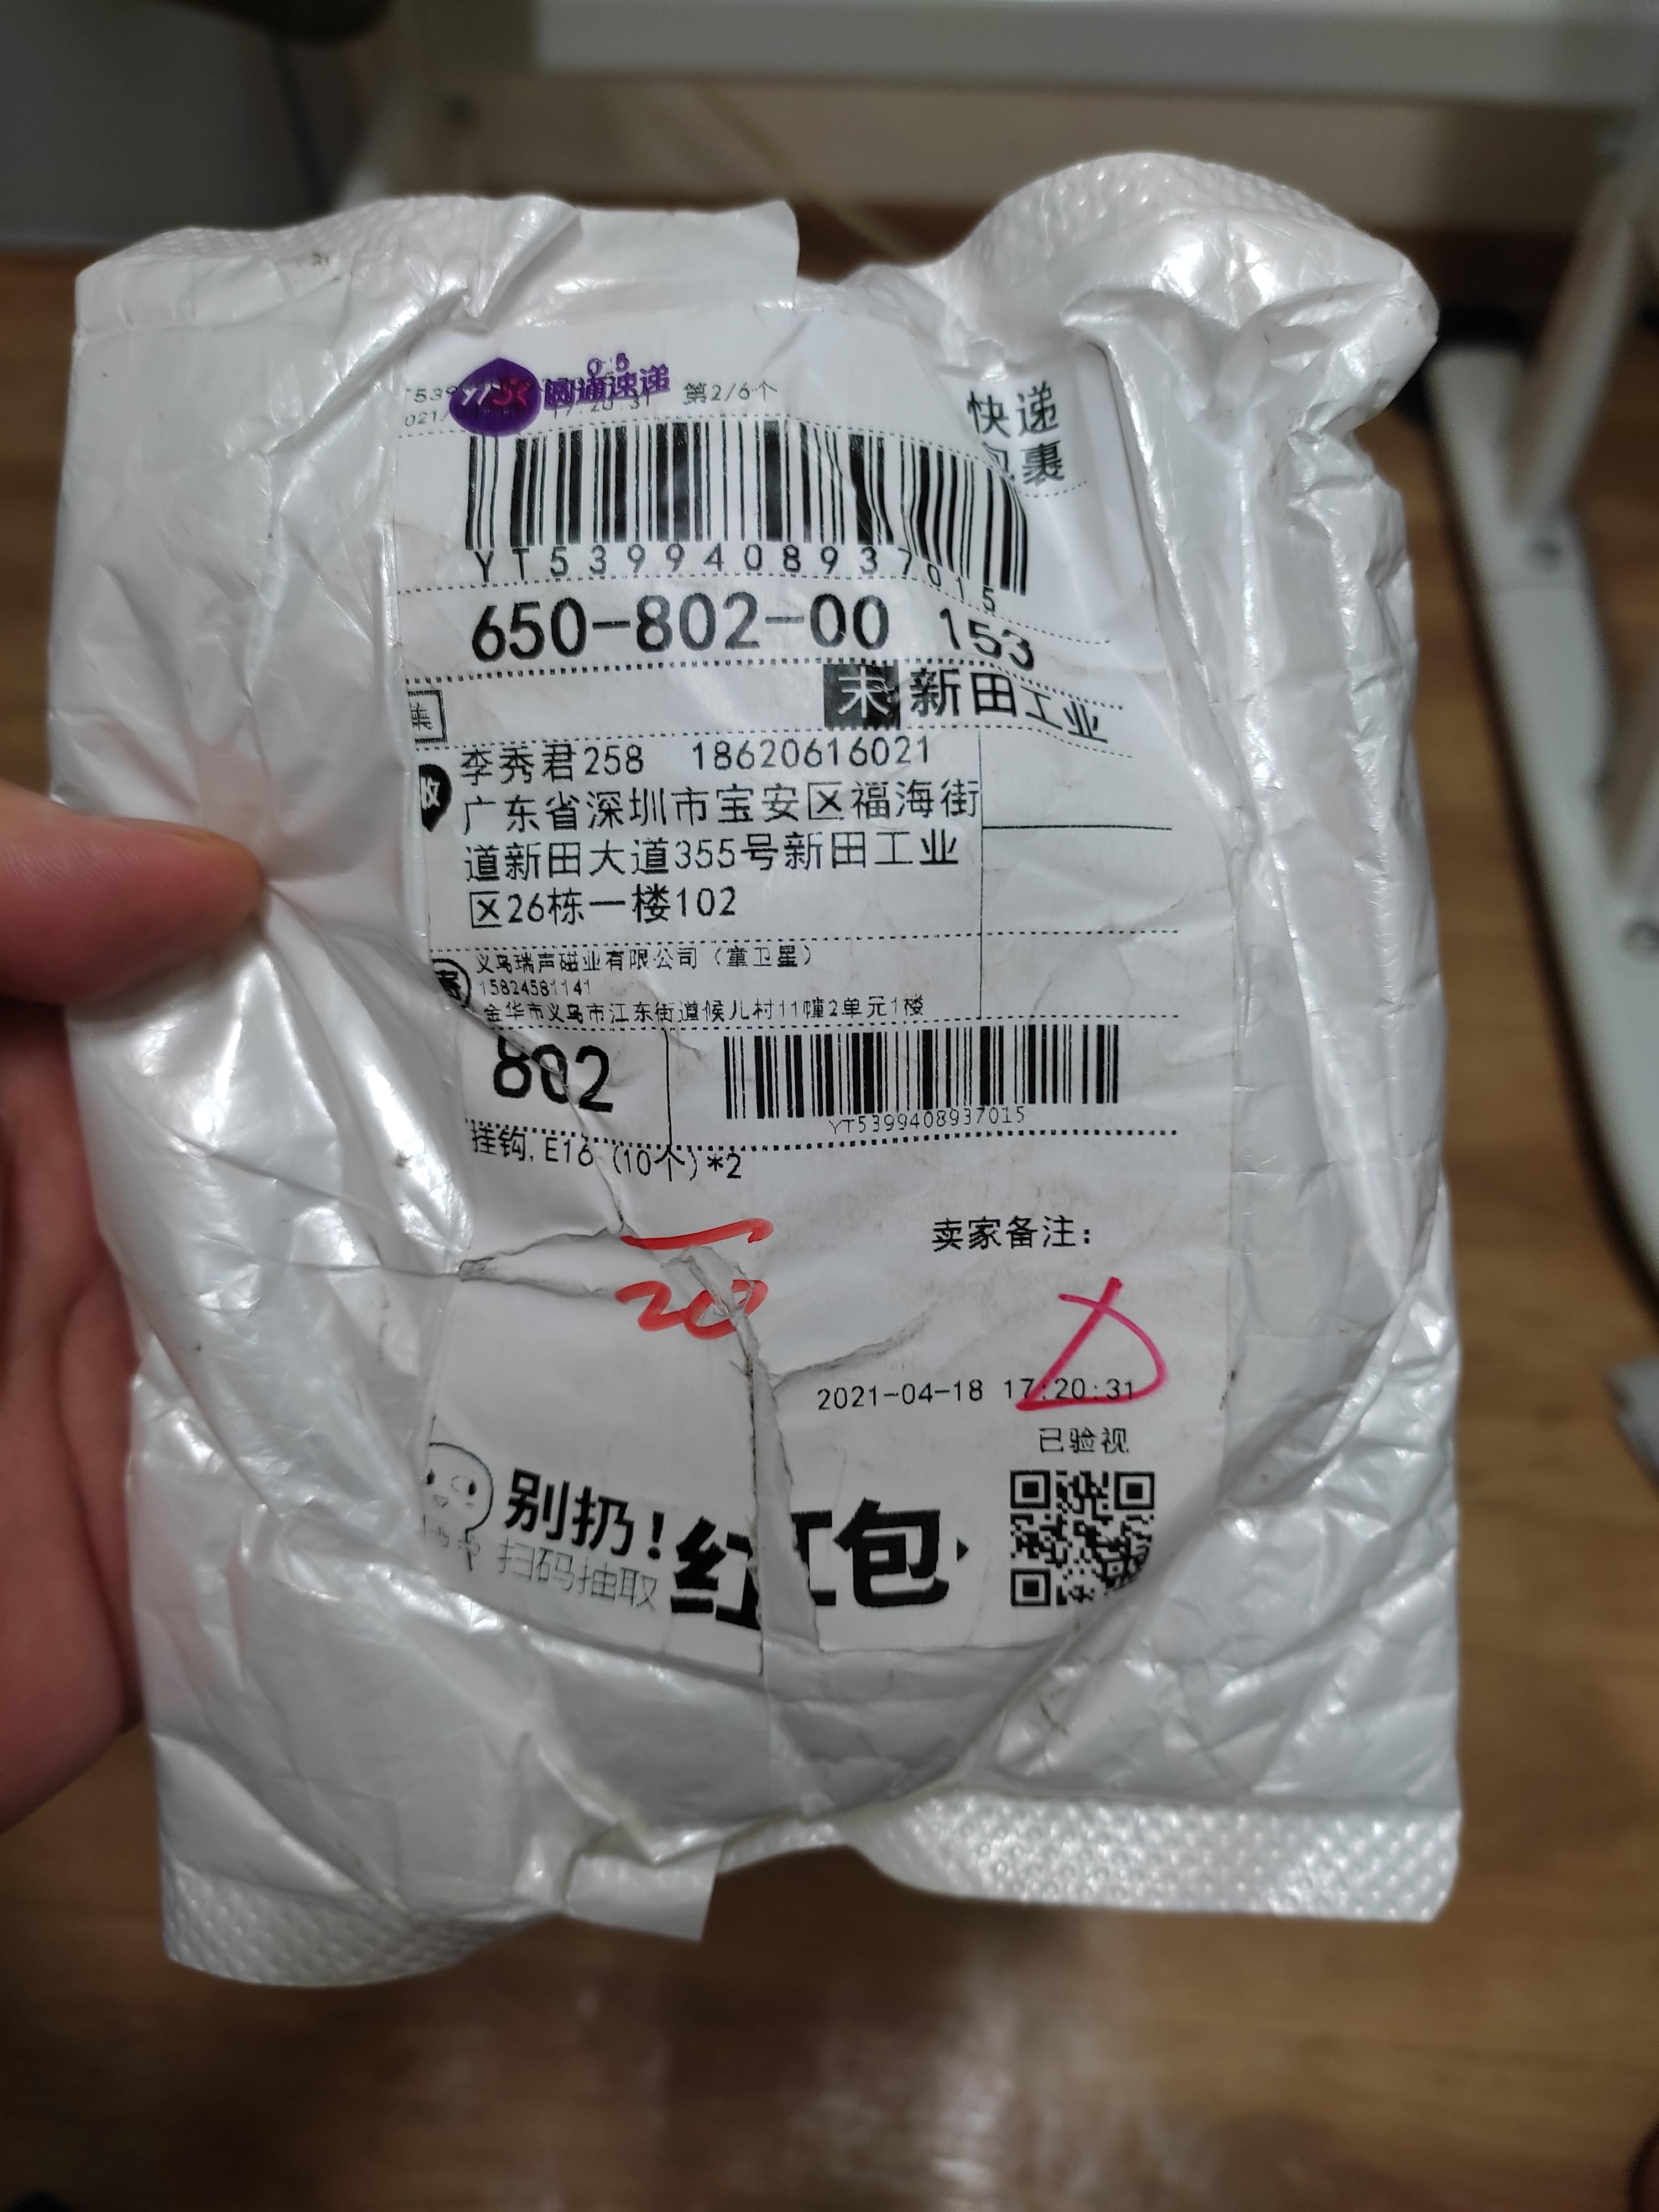 圆通速递 第2/6个
快递
包裹
YT5399408937015
650-802-00 153
末 新田工业
集
收
李秀君258 18620616021
广东省深圳市宝安区福海街
道新田大道355号新田工业
区26栋一楼102
寄
义乌瑞声磁业有限公司（童卫星）
15824581141
金华市义乌市江东街道候儿村11幢2单元1楼
802
YT5399408937015
挂钩,E16 (10个)*2
卖家备注：
20
2021-04-18 17:20:31
已验视
别扔！
扫码抽取 红包